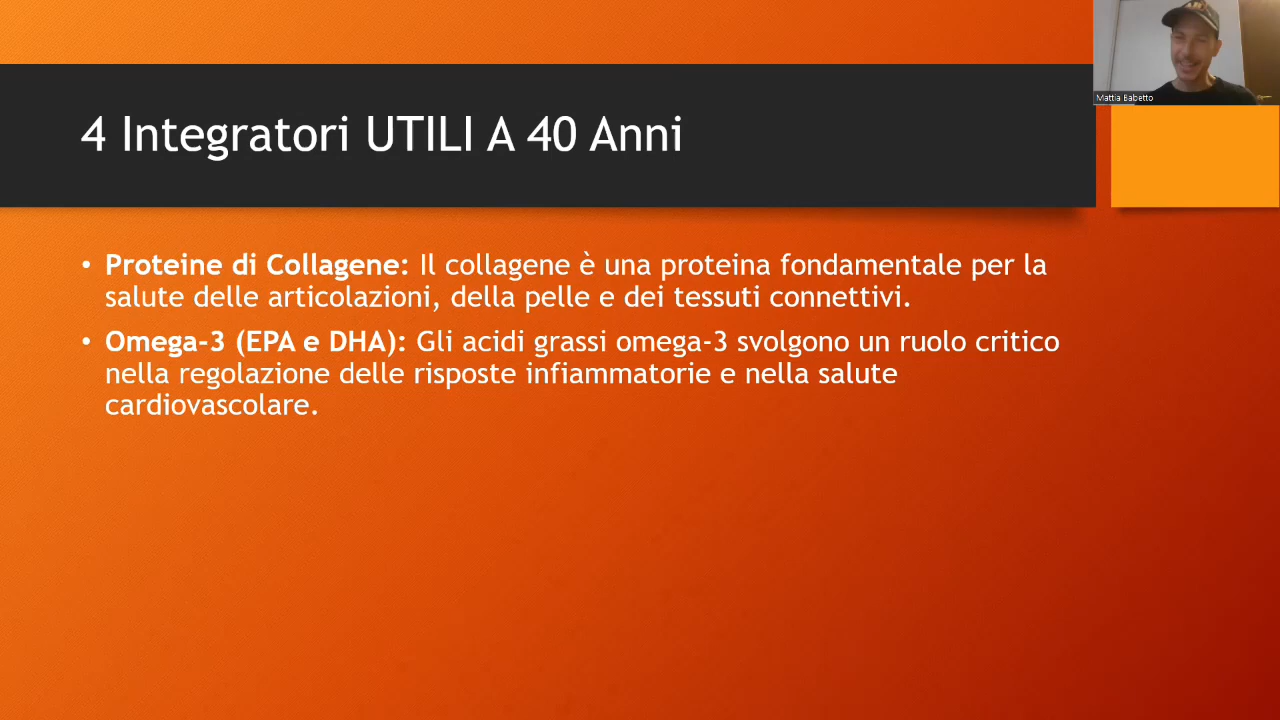 Mattia Babetto
4 Integratori UTILI A 40 Anni
• Proteine di Collagene: Il collagene è una proteina fondamentale per la
salute delle articolazioni, della pelle e dei tessuti connettivi.
• Omega-3 (EPA e DHA): Gli acidi grassi omega-3 svolgono un ruolo critico
nella regolazione delle risposte infiammatorie e nella salute
cardiovascolare.